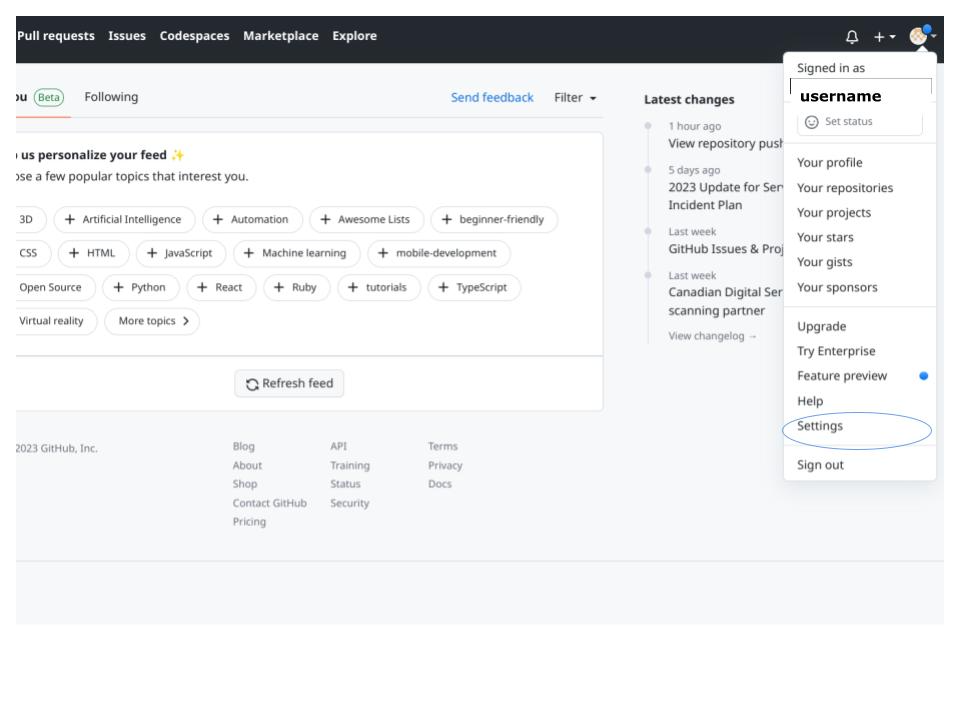 Pull requests Issues Codespaces Marketplace Explore
Signed in as
username
Set status
Your profile
Your repositories
Your projects
Your stars
Your gists
Your sponsors
Upgrade
Try Enterprise
Feature preview
Help
Settings
Sign out
ou Beta Following Send feedback Filter
us personalize your feed ✨
ose a few popular topics that interest you.
3D + Artificial Intelligence + Automation + Awesome Lists + beginner-friendly
CSS + HTML + JavaScript + Machine learning + mobile-development
Open Source + Python + React + Ruby + tutorials + TypeScript
Virtual reality More topics >
Refresh feed
Latest changes
1 hour ago
View repository push
5 days ago
2023 Update for Ser
Incident Plan
Last week
GitHub Issues & Proj
Last week
Canadian Digital Ser
scanning partner
View changelog →
2023 GitHub, Inc.
Blog
About
Shop
Contact GitHub
Pricing
API
Training
Status
Security
Terms
Privacy
Docs